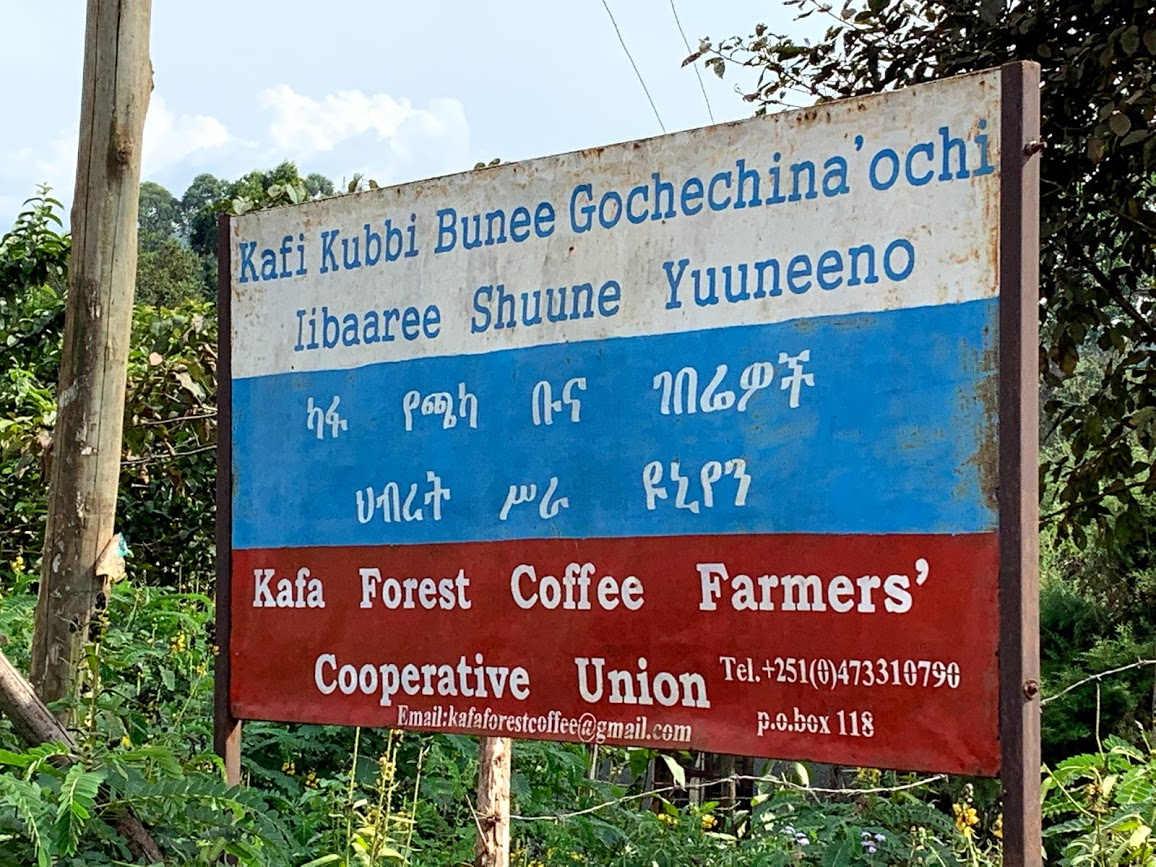 Kafi Kubbi Bunee Gochechina'ochi
Iibaaree Shuune Yuuneeno
ካፋ የጫካ ቡና ገበሬዎች
ህብረት ሥራ ዩኒየን
Kafa Forest Coffee Farmers'
Cooperative Union Tel.+251(0)473310790
Email:kafaforestcoffee@gmail.com p.o.box 118